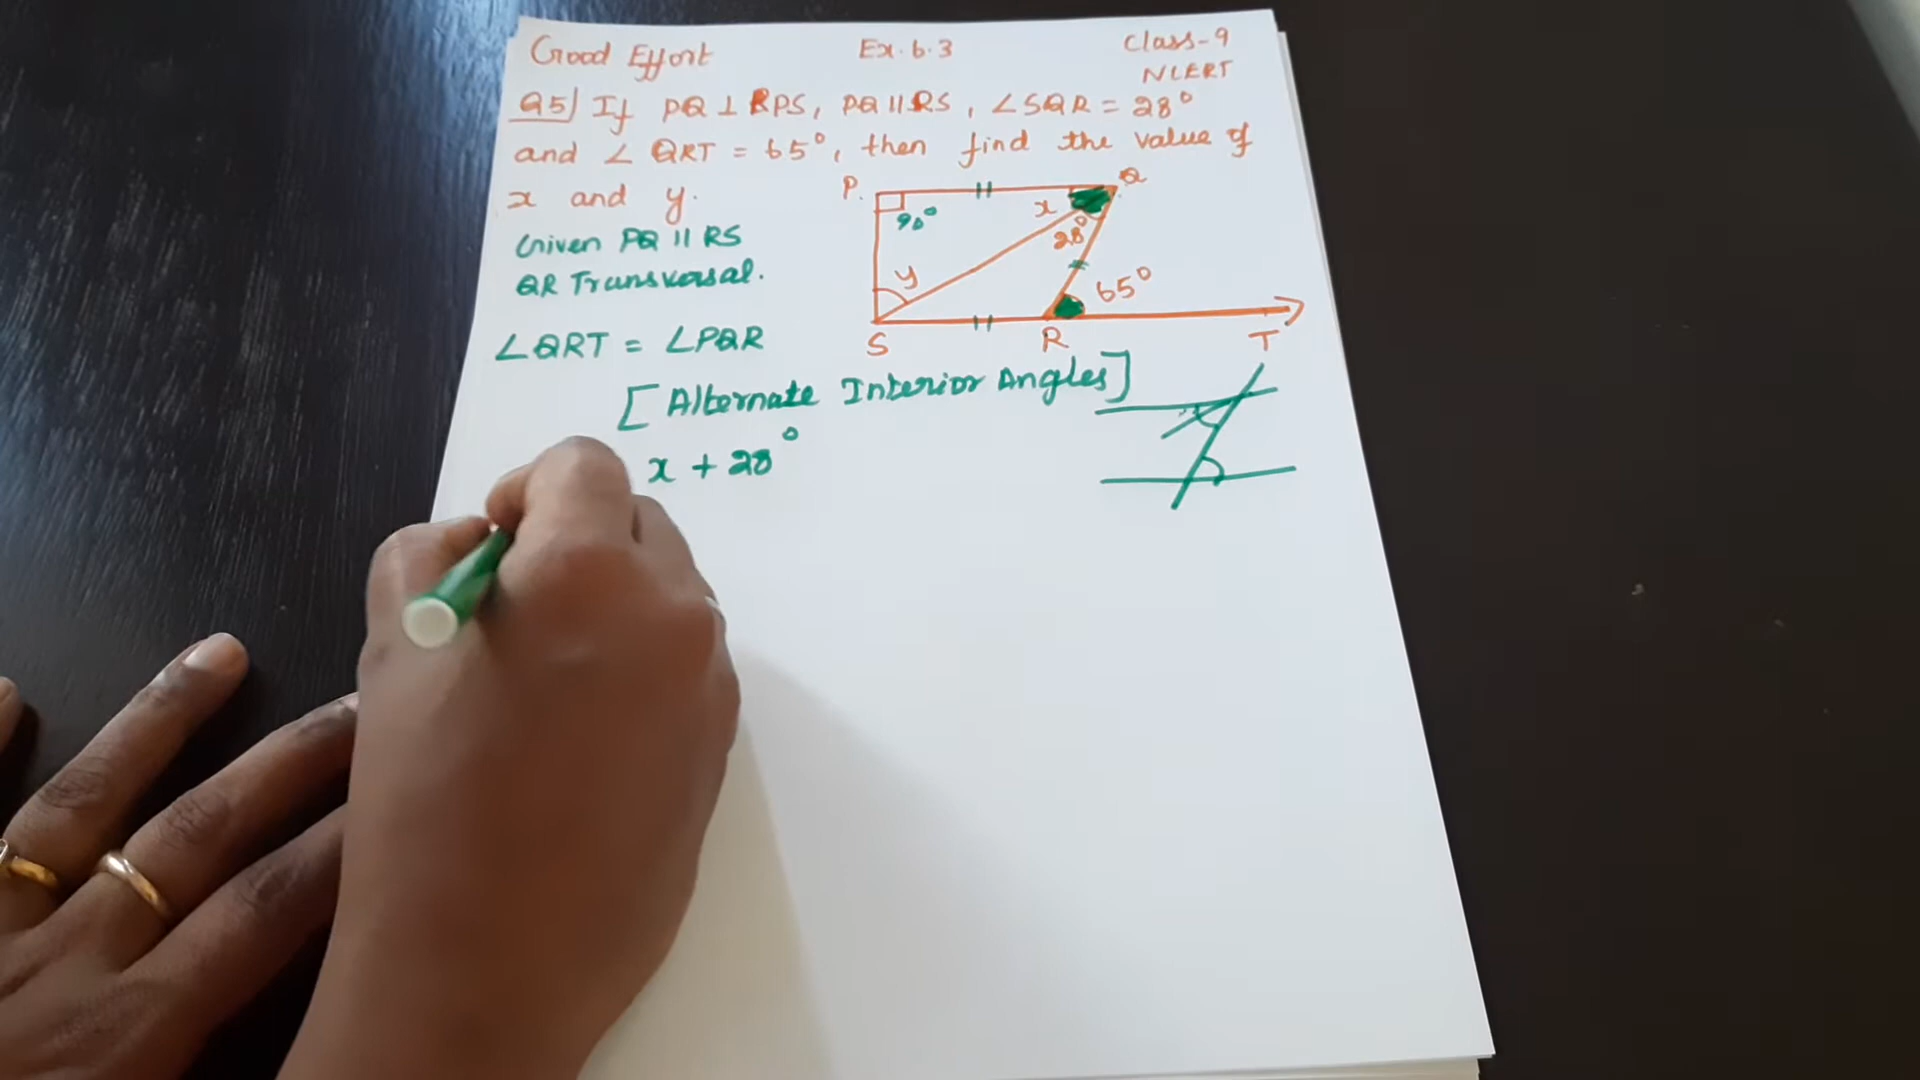 Good Effort Ex.6.3 Class-9
NCERT
Q5) If PQ ⊥ PS, PQ || RS, ∠SQR = 28°
and ∠ QRT = 65°, then find the value of
x and y.
P. Q
x
90°
28°
y
65°
S R T
Given PQ || RS
QR Transversal.
∠QRT = ∠PQR
[Alternate Interior Angles]
x + 28°